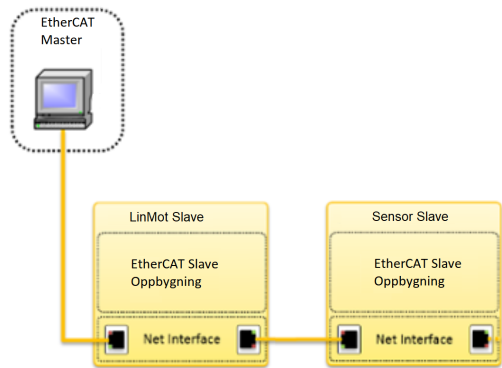 EtherCAT
Master
LinMot Slave
EtherCAT Slave
Oppbygning
Net Interface
Sensor Slave
EtherCAT Slave
Oppbygning
Net Interface